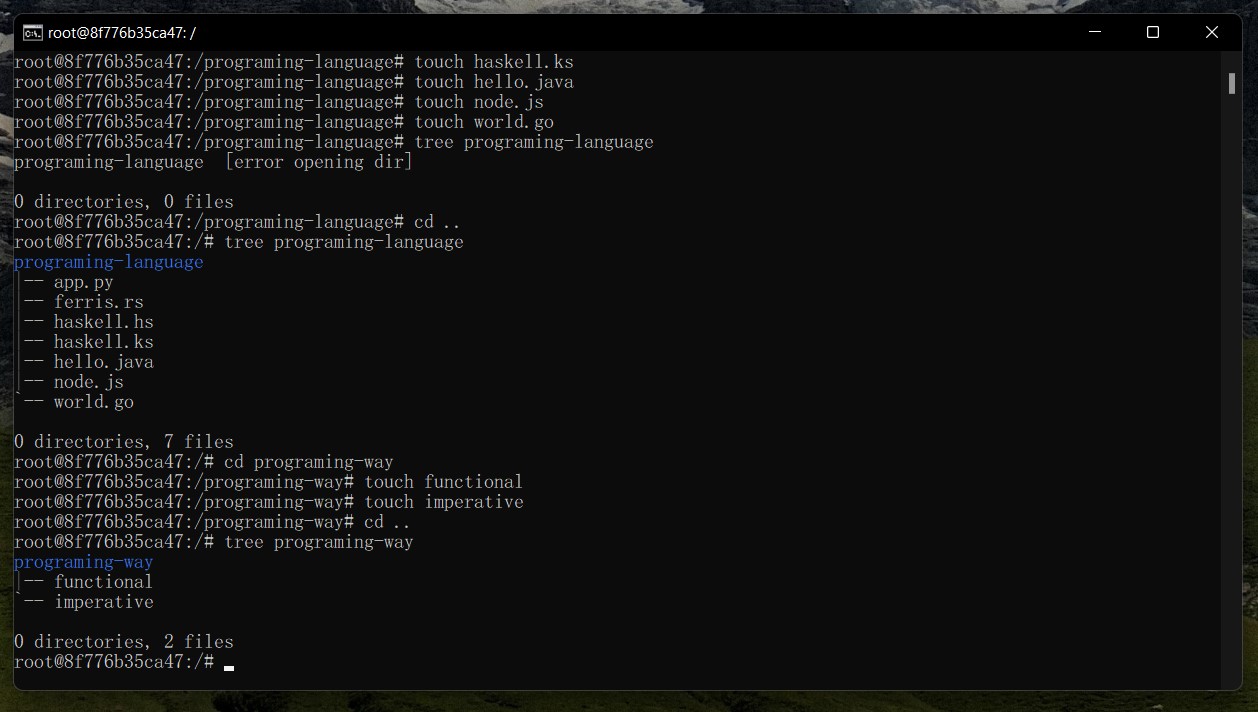 root@8f776b35ca47: /
root@8f776b35ca47:/programing-language# touch haskell.ks
root@8f776b35ca47:/programing-language# touch hello.java
root@8f776b35ca47:/programing-language# touch node.js
root@8f776b35ca47:/programing-language# touch world.go
root@8f776b35ca47:/programing-language# tree programing-language
programing-language  [error opening dir]
0 directories, 0 files
root@8f776b35ca47:/programing-language# cd ..
root@8f776b35ca47:/# tree programing-language
programing-language
|-- app.py
|-- ferris.rs
|-- haskell.hs
|-- haskell.ks
|-- hello.java
|-- node.js
`-- world.go
0 directories, 7 files
root@8f776b35ca47:/# cd programing-way
root@8f776b35ca47:/programing-way# touch functional
root@8f776b35ca47:/programing-way# touch imperative
root@8f776b35ca47:/programing-way# cd ..
root@8f776b35ca47:/# tree programing-way
programing-way
|-- functional
`-- imperative
0 directories, 2 files
root@8f776b35ca47:/#